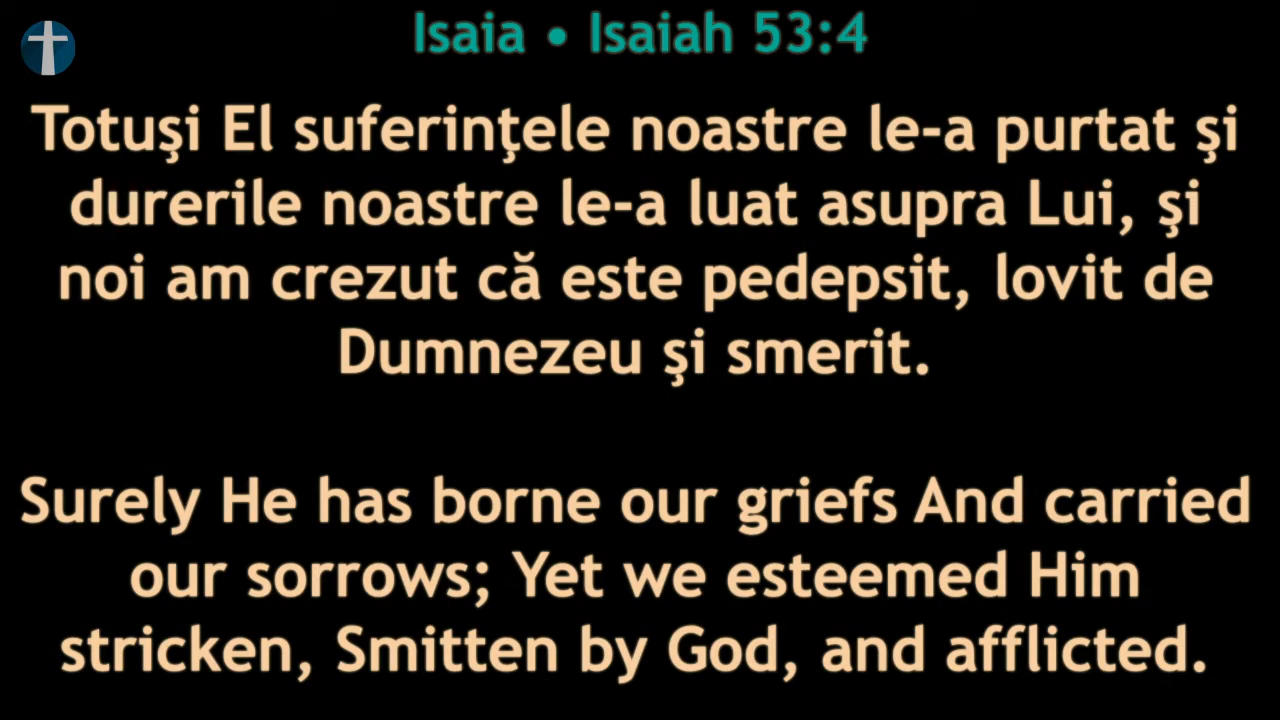 Isaia • Isaiah 53:4
Totuşi El suferinţele noastre le-a purtat şi
durerile noastre le-a luat asupra Lui, şi
noi am crezut că este pedepsit, lovit de
Dumnezeu şi smerit.
Surely He has borne our griefs And carried
our sorrows; Yet we esteemed Him
stricken, Smitten by God, and afflicted.